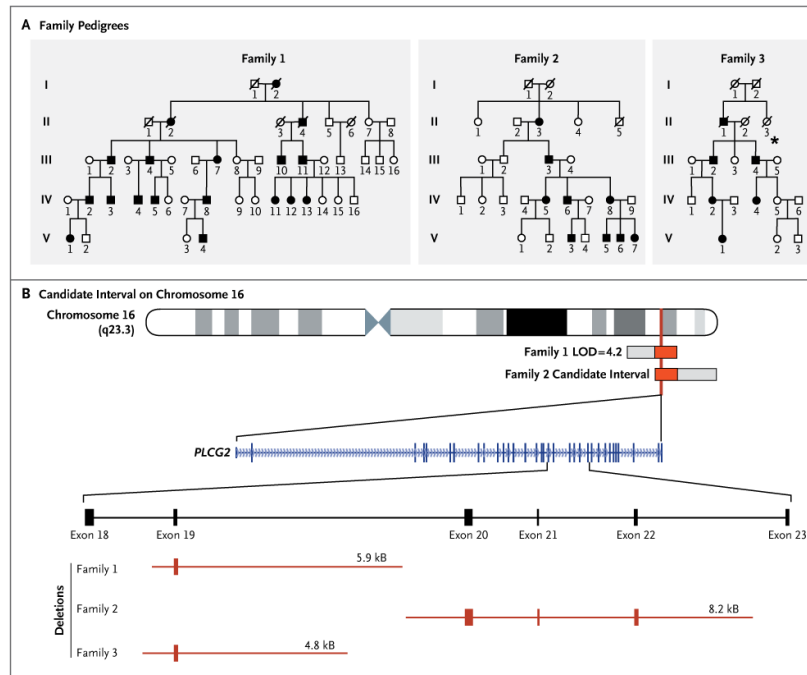 A Family Pedigrees
Family 1
I
1 2
II
1 2 3 4 5 6 7 8
III
1 2 3 4 5 6 7 8 9 10 11 12 13 14 15 16
IV
1 2 3 4 5 6 7 8 9 10 11 12 13 14 15 16
V
1 2 3 4
Family 2
I
1 2
II
1 2 3 4 5
III
1 2 3 4
IV
1 2 3 4 5 6 7 8 9
V
1 2 3 4 5 6 7
Family 3
I
1 2
II
1 2 3
*
III
1 2 3 4 5
IV
1 2 3 4 5 6
V
1 2 3
B Candidate Interval on Chromosome 16
Chromosome 16
(q23.3)
Family 1 LOD=4.2
Family 2 Candidate Interval
PLCG2
Exon 18 Exon 19 Exon 20 Exon 21 Exon 22 Exon 23
Deletions
Family 1 5.9 kB
Family 2 8.2 kB
Family 3 4.8 kB